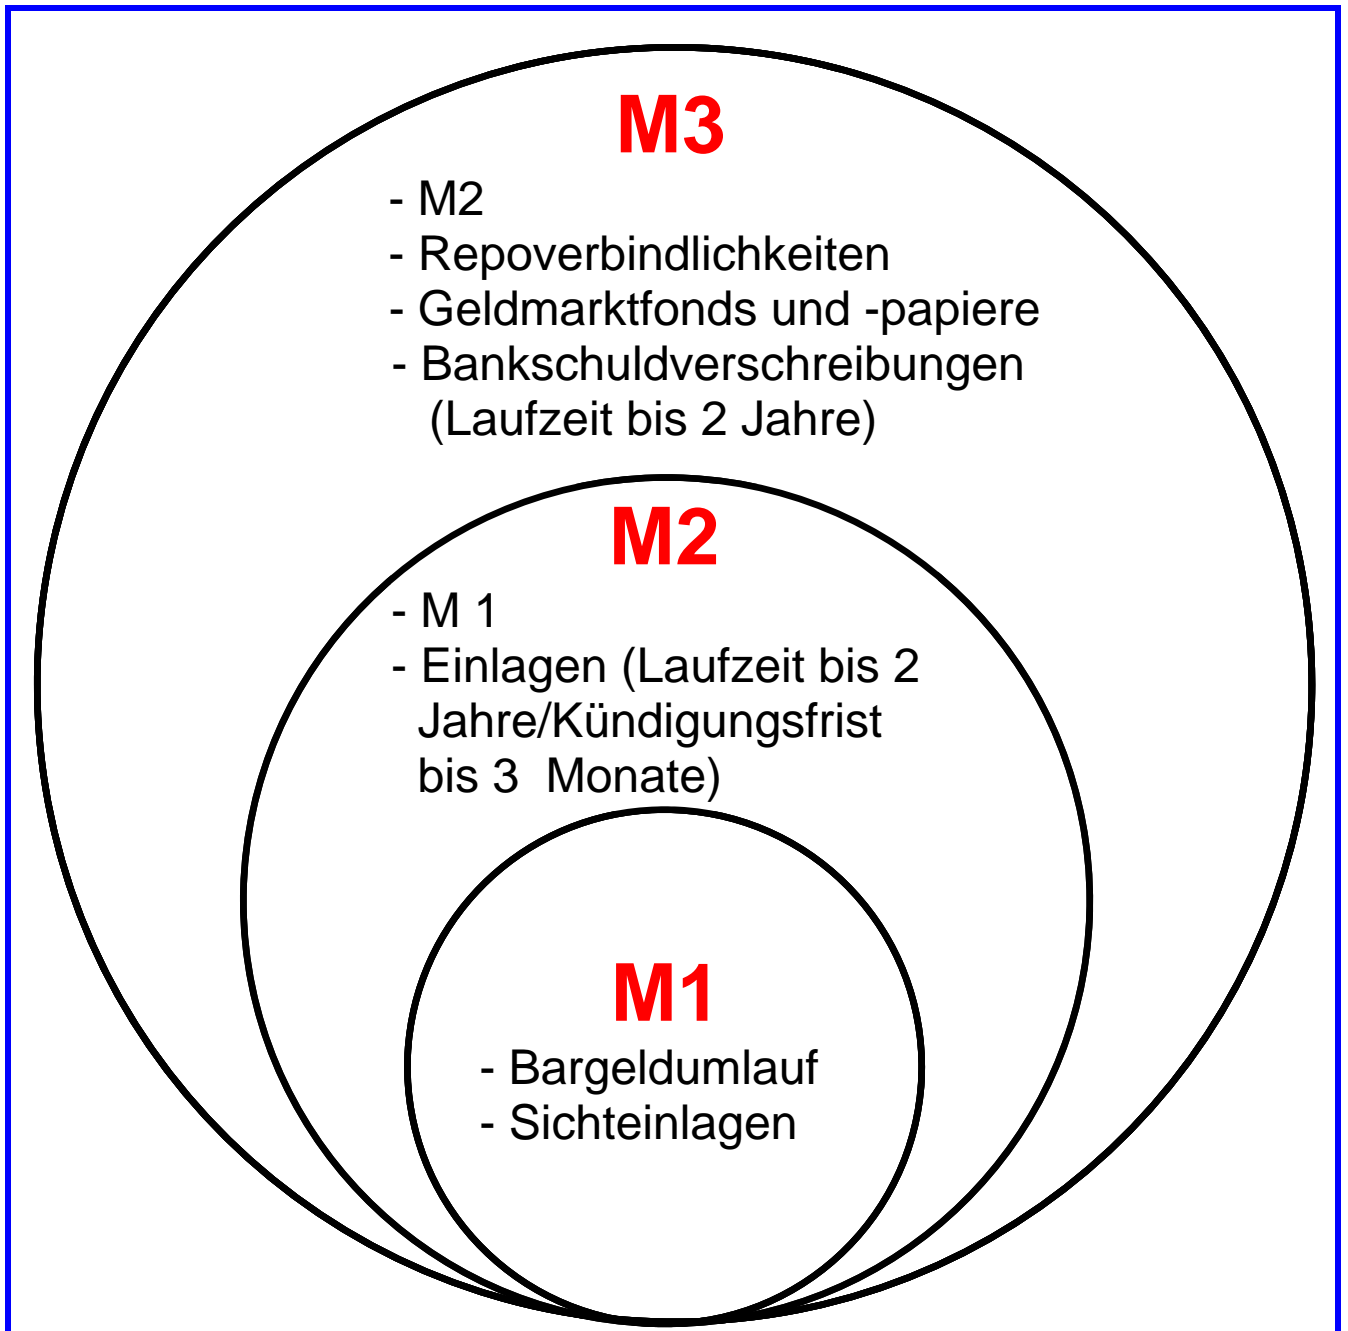 M3
- M2
- Repoverbindlichkeiten
- Geldmarktfonds und -papiere
- Bankschuldverschreibungen
(Laufzeit bis 2 Jahre)
M2
- M 1
- Einlagen (Laufzeit bis 2
Jahre/Kündigungsfrist
bis 3  Monate)
M1
- Bargeldumlauf
- Sichteinlagen